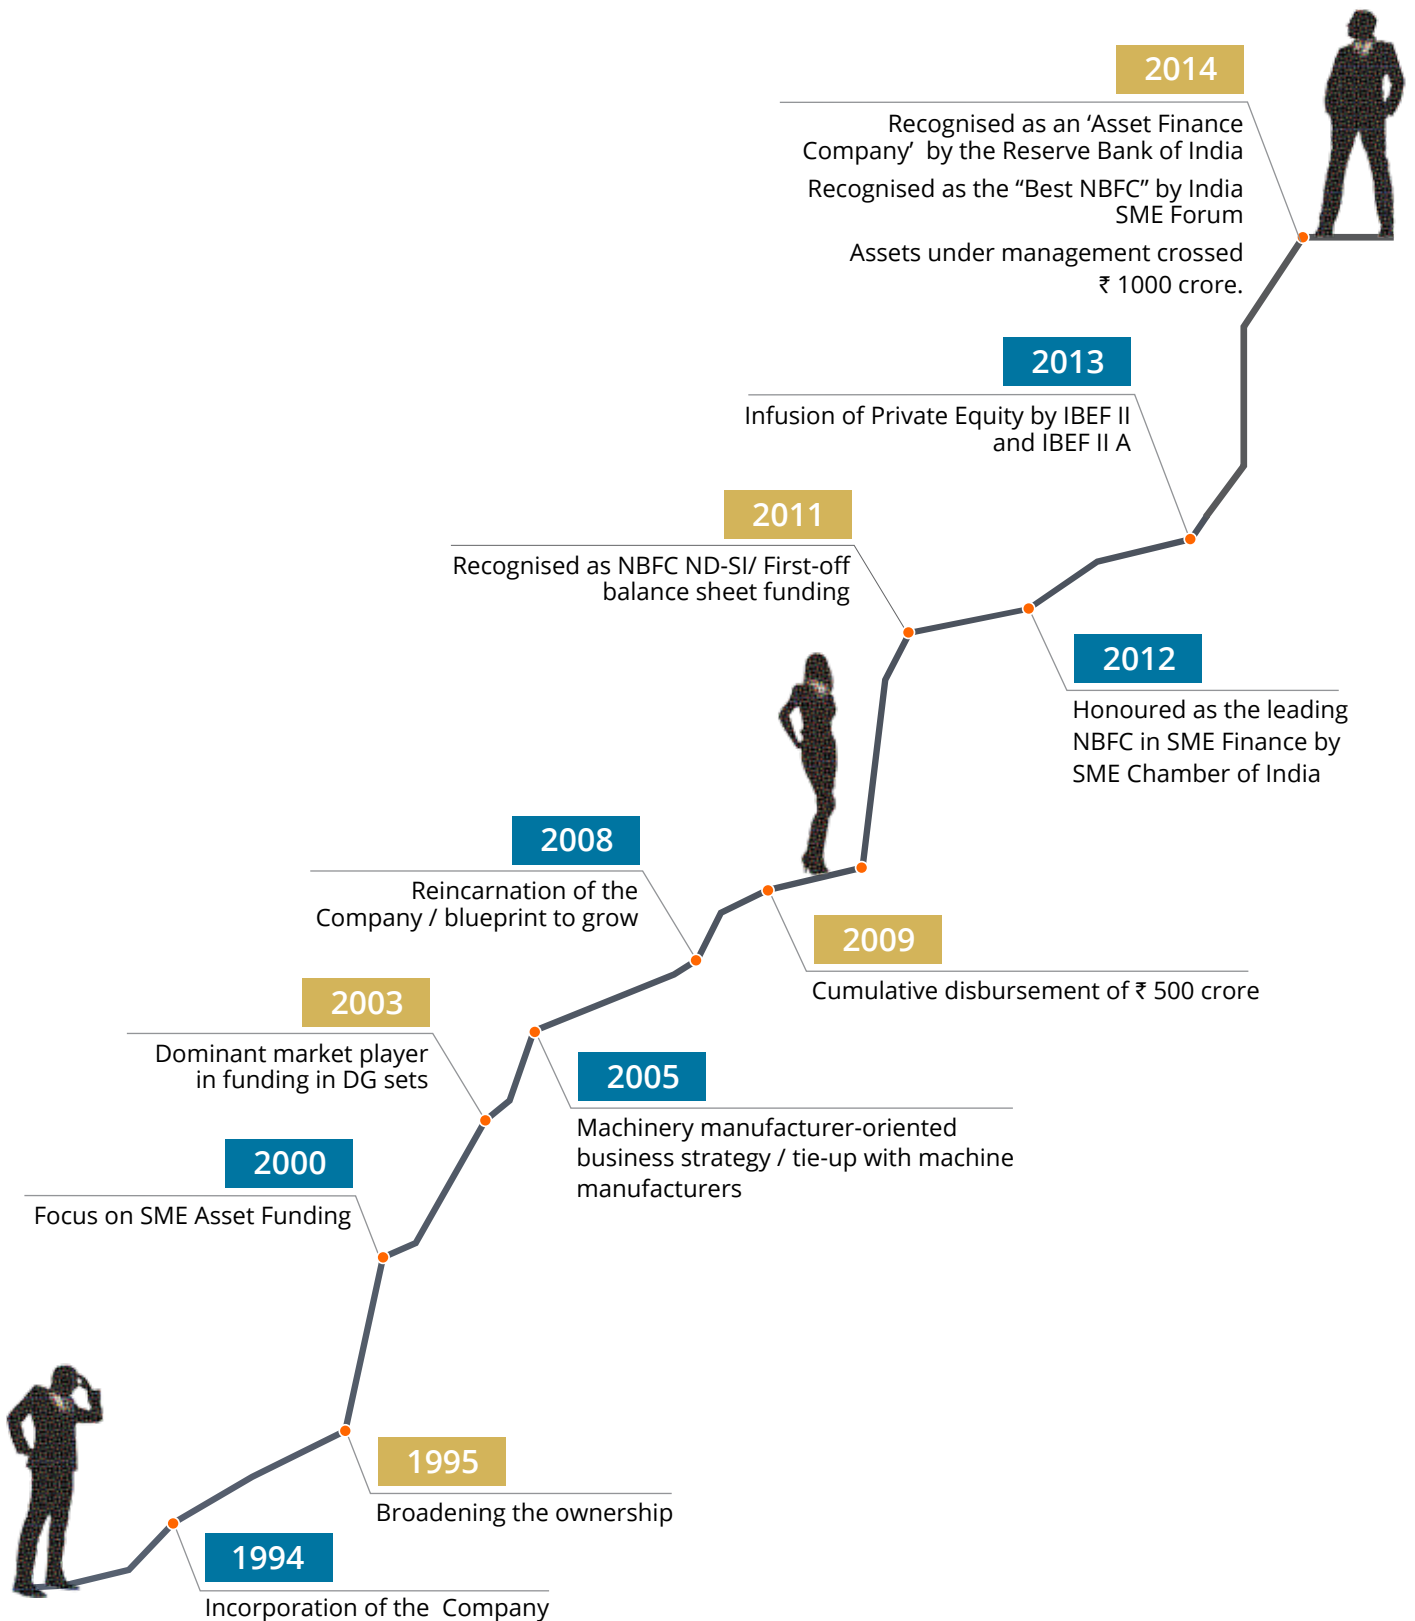 2014
Recognised as an ‘Asset Finance
Company’ by the Reserve Bank of India
Recognised as the “Best NBFC” by India
SME Forum
Assets under management crossed
₹ 1000 crore.
2013
Infusion of Private Equity by IBEF II
and IBEF II A
2011
Recognised as NBFC ND-SI/ First-off
balance sheet funding
2012
Honoured as the leading
NBFC in SME Finance by
SME Chamber of India
2008
Reincarnation of the
Company / blueprint to grow
2009
Cumulative disbursement of ₹ 500 crore
2003
Dominant market player
in funding in DG sets
2005
Machinery manufacturer-oriented
business strategy / tie-up with machine
manufacturers
2000
Focus on SME Asset Funding
1995
Broadening the ownership
1994
Incorporation of the Company